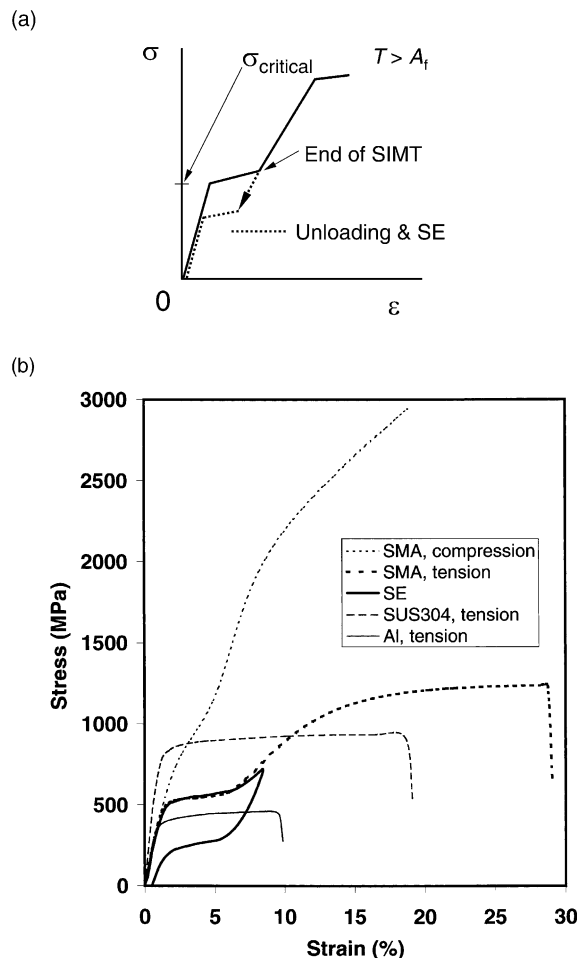 (a)
σ
σcritical
T > Af
End of SIMT
Unloading & SE
0
ε
(b)
3000
2500
2000
1500
1000
500
0
Stress (MPa)
SMA, compression
SMA, tension
SE
SUS304, tension
Al, tension
0 5 10 15 20 25 30
Strain (%)